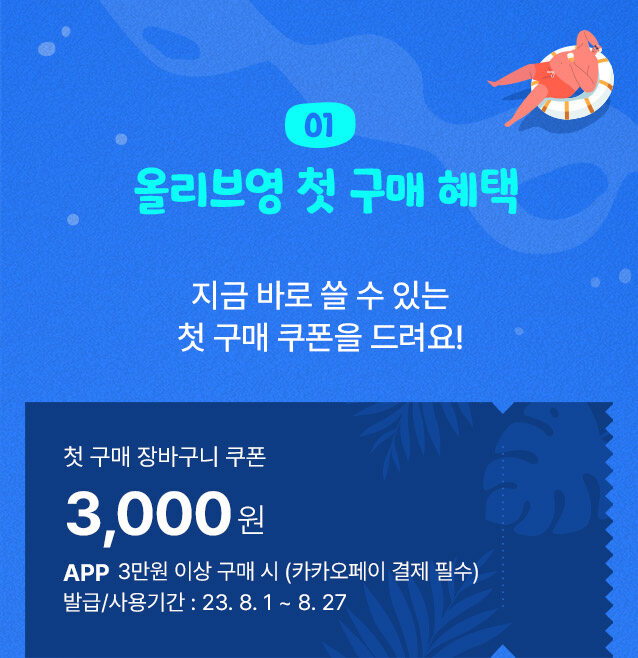 01
올리브영 첫 구매 혜택
지금 바로 쓸 수 있는
첫 구매 쿠폰을 드려요!
첫 구매 장바구니 쿠폰
3,000원
APP 3만원 이상 구매 시 (카카오페이 결제 필수)
발급/사용기간 : 23. 8. 1 ~ 8. 27